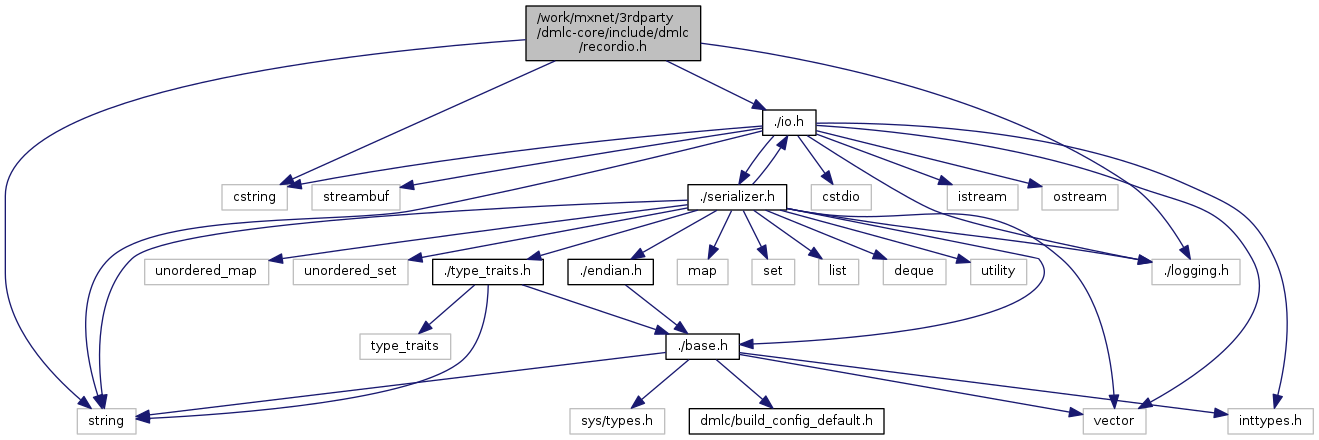 /work/mxnet/3rdparty
/dmlc-core/include/dmlc
/recordio.h
./io.h
cstring
streambuf
./serializer.h
cstdio
istream
ostream
unordered_map
unordered_set
./type_traits.h
./endian.h
map
set
list
deque
utility
./logging.h
type_traits
./base.h
string
sys/types.h
dmlc/build_config_default.h
vector
inttypes.h